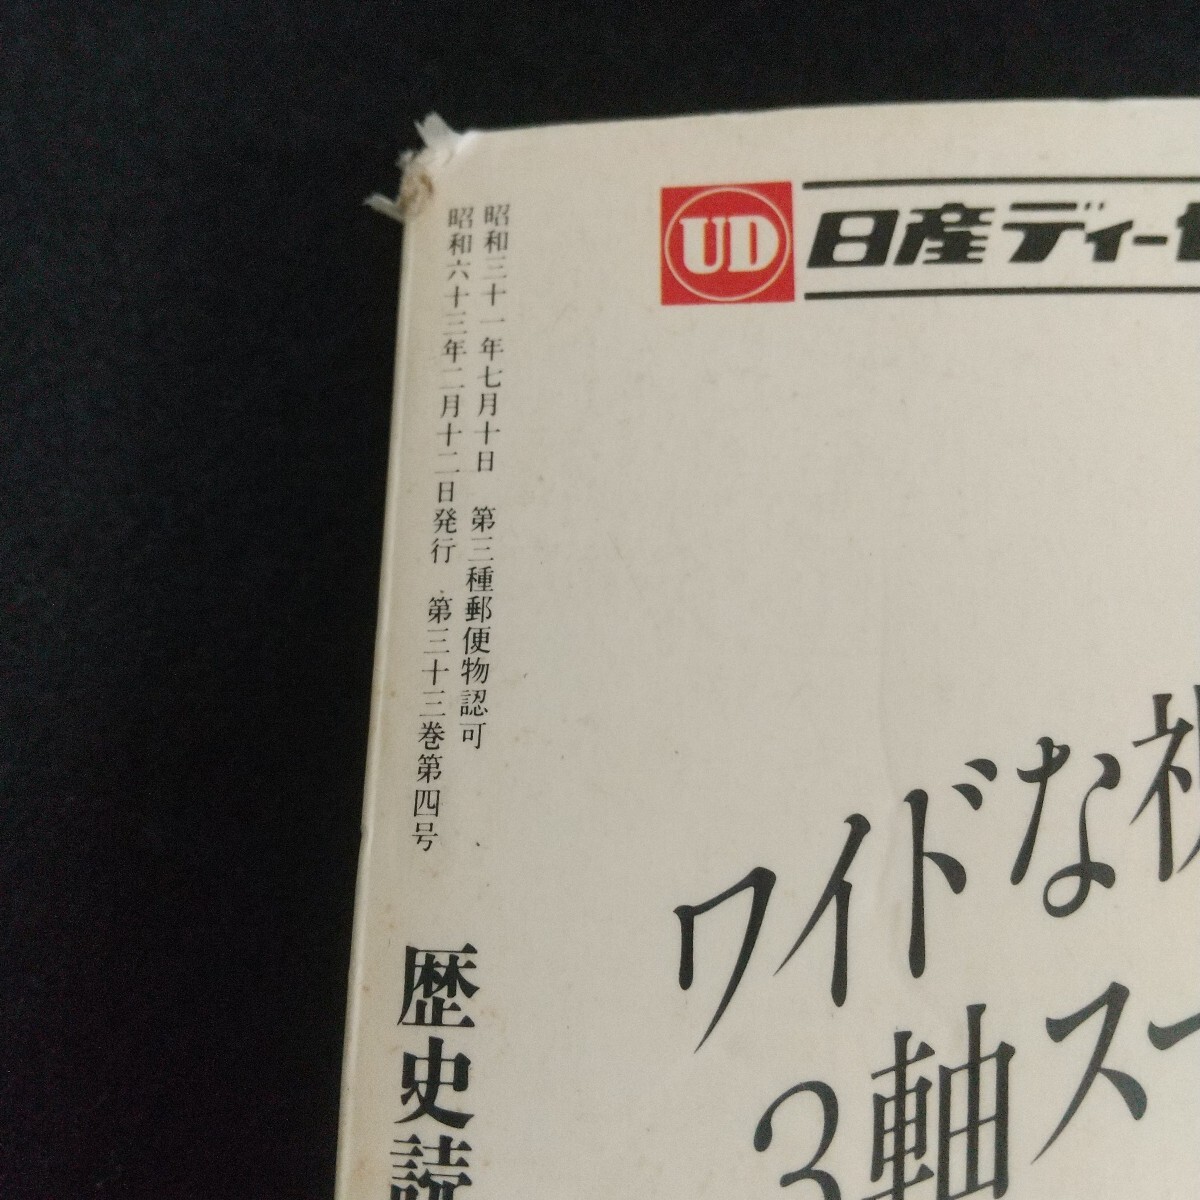 昭和三十一年七月十日　第三種郵便物認可
昭和六十三年二月十二日発行　第三十三巻第四号
歴史読
UD
日産ディーゼ
ワイドな視
3軸スー